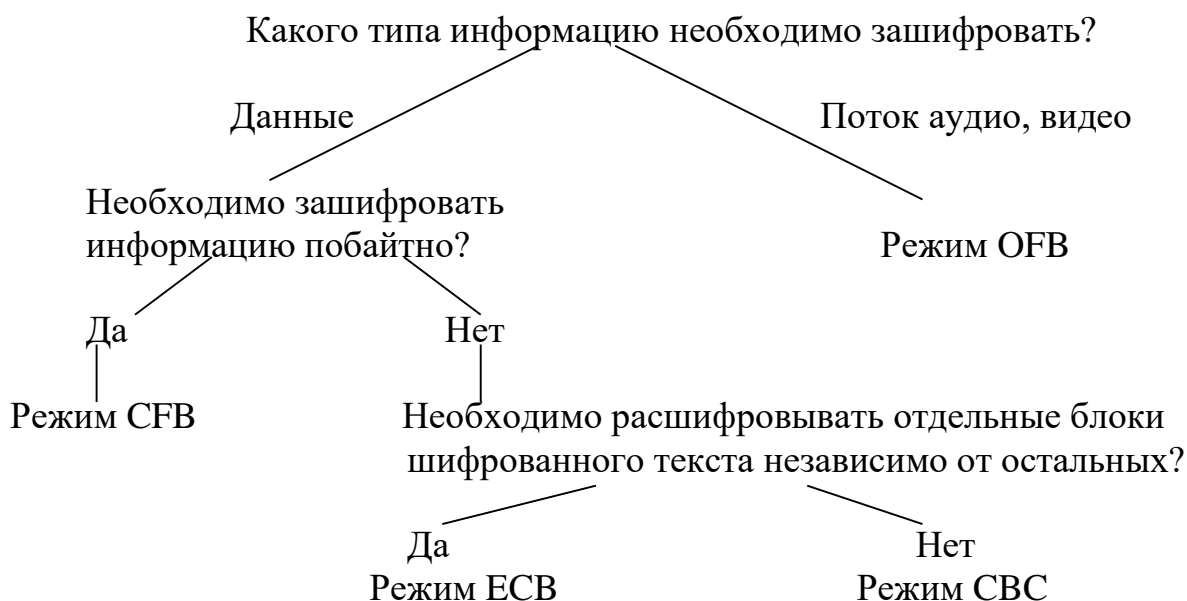 Какого типа информацию необходимо зашифровать?
Данные
Поток аудио, видео
Необходимо зашифровать
информацию побайтно?
Режим OFB
Да
Нет
Режим CFB
Необходимо расшифровывать отдельные блоки
шифрованного текста независимо от остальных?
Да
Нет
Режим ECB
Режим CBC